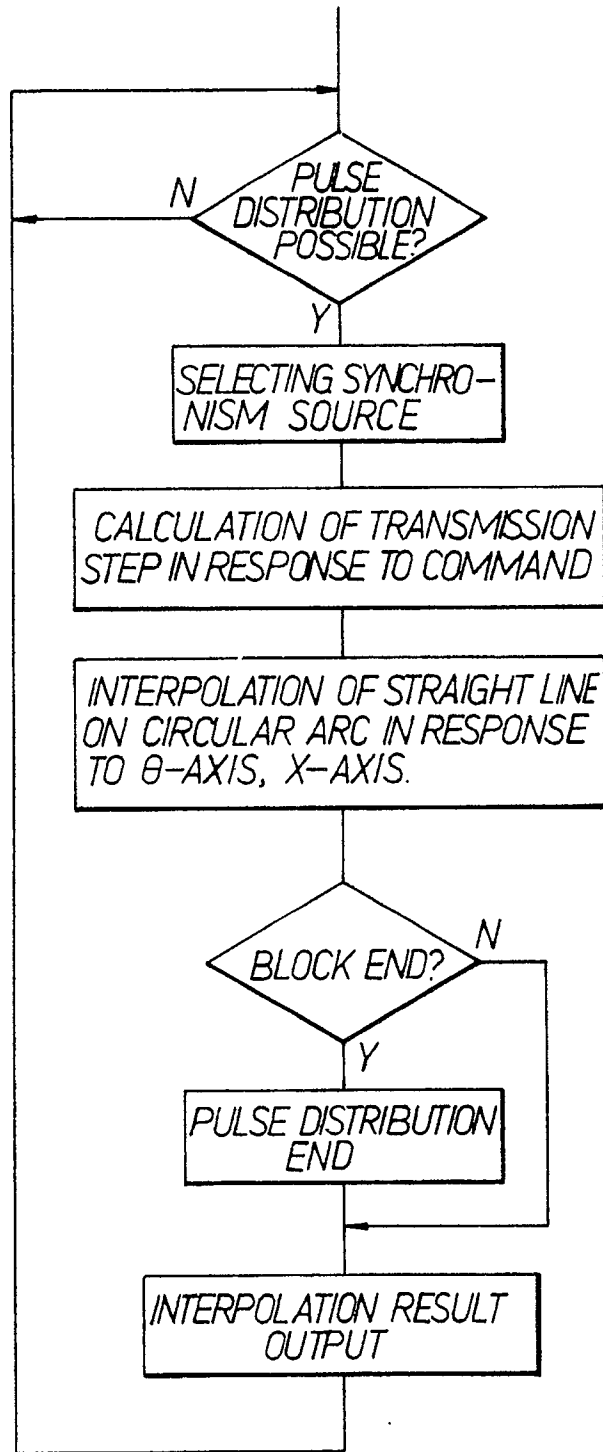 N
PULSE
DISTRIBUTION
POSSIBLE?
Y
SELECTING SYNCHRO-
NISM SOURCE
CALCULATION OF TRANSMISSION
STEP IN RESPONSE TO COMMAND
INTERPOLATION OF STRAIGHT LINE
ON CIRCULAR ARC IN RESPONSE
TO θ-AXIS, X-AXIS.
N
BLOCK END?
Y
PULSE DISTRIBUTION
END
INTERPOLATION RESULT
OUTPUT